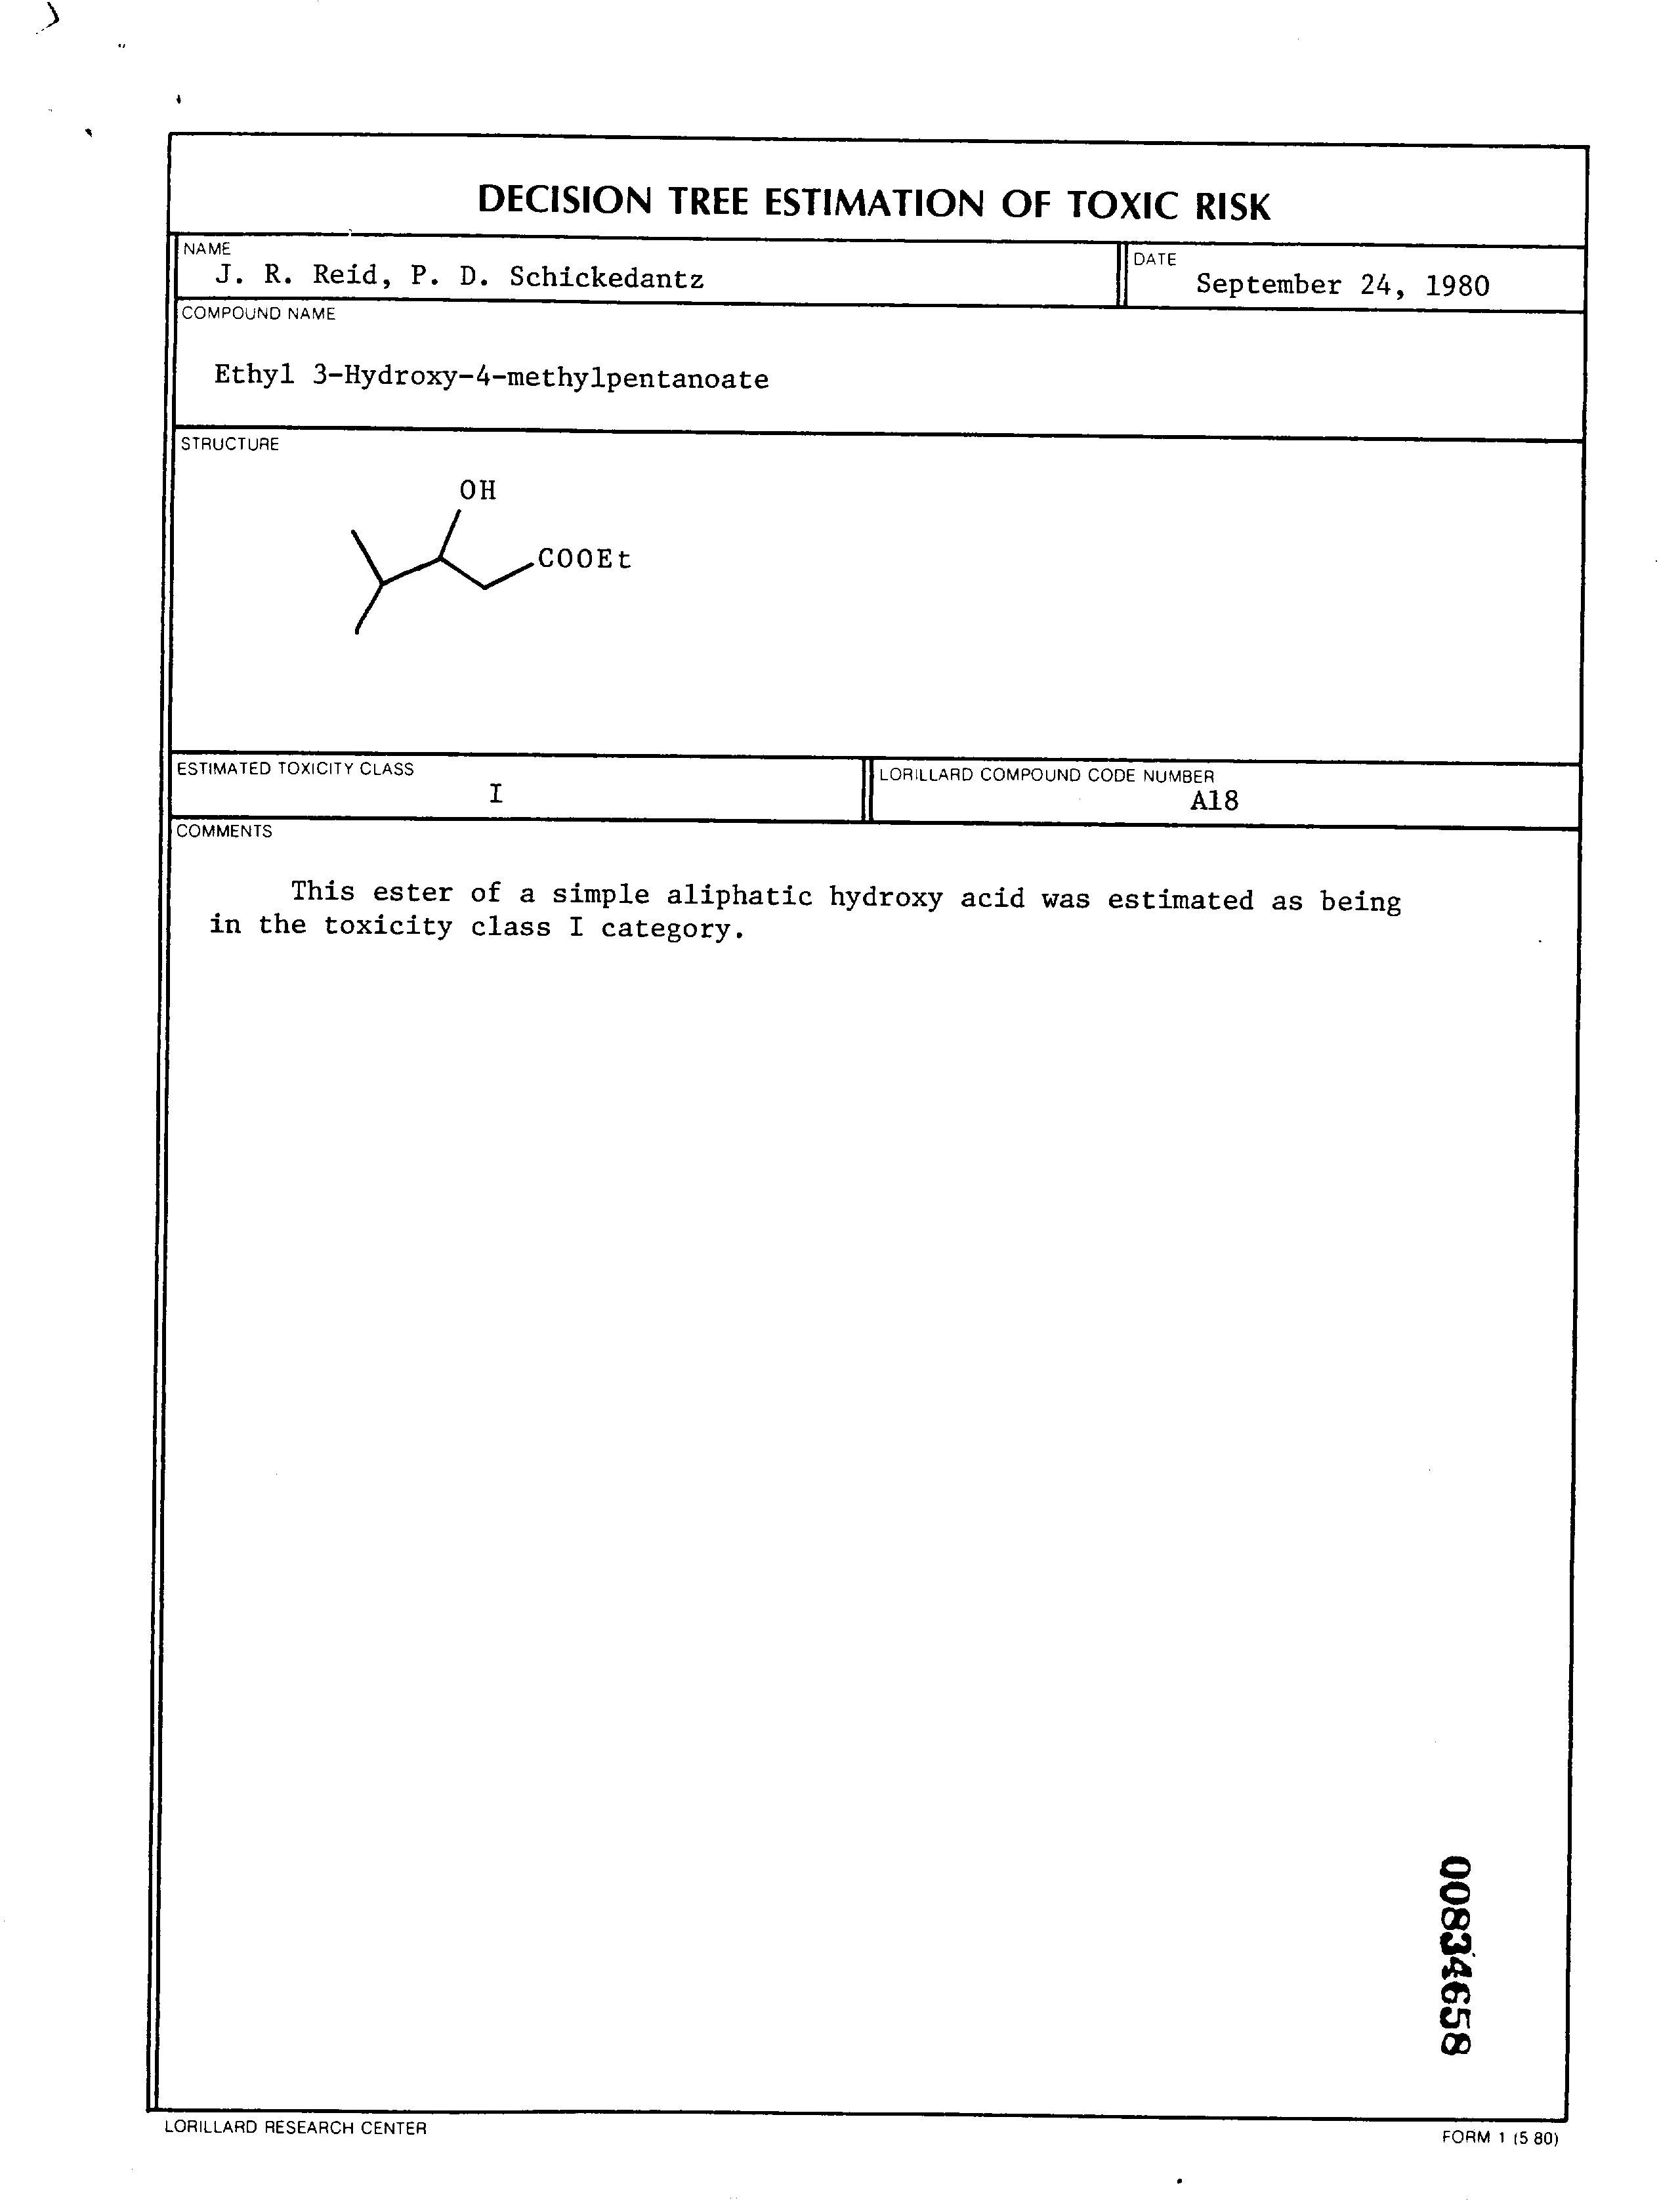 DECISION TREE ESTIMATION OF TOXIC RISK
NAME
J. R. Reid, P. D. Schickedantz
DATE
September 24, 1980
COMPOUND NAME
Ethyl 3-Hydroxy-4-methylpentanoate
STRUCTURE
OH
COOEt
ESTIMATED TOXICITY CLASS
I
LORILLARD COMPOUND CODE NUMBER
A18
COMMENTS
This ester of a simple aliphatic hydroxy acid was estimated as being
in the toxicity class I category.
00834658
LORILLARD RESEARCH CENTER
FORM 1 (5 80)